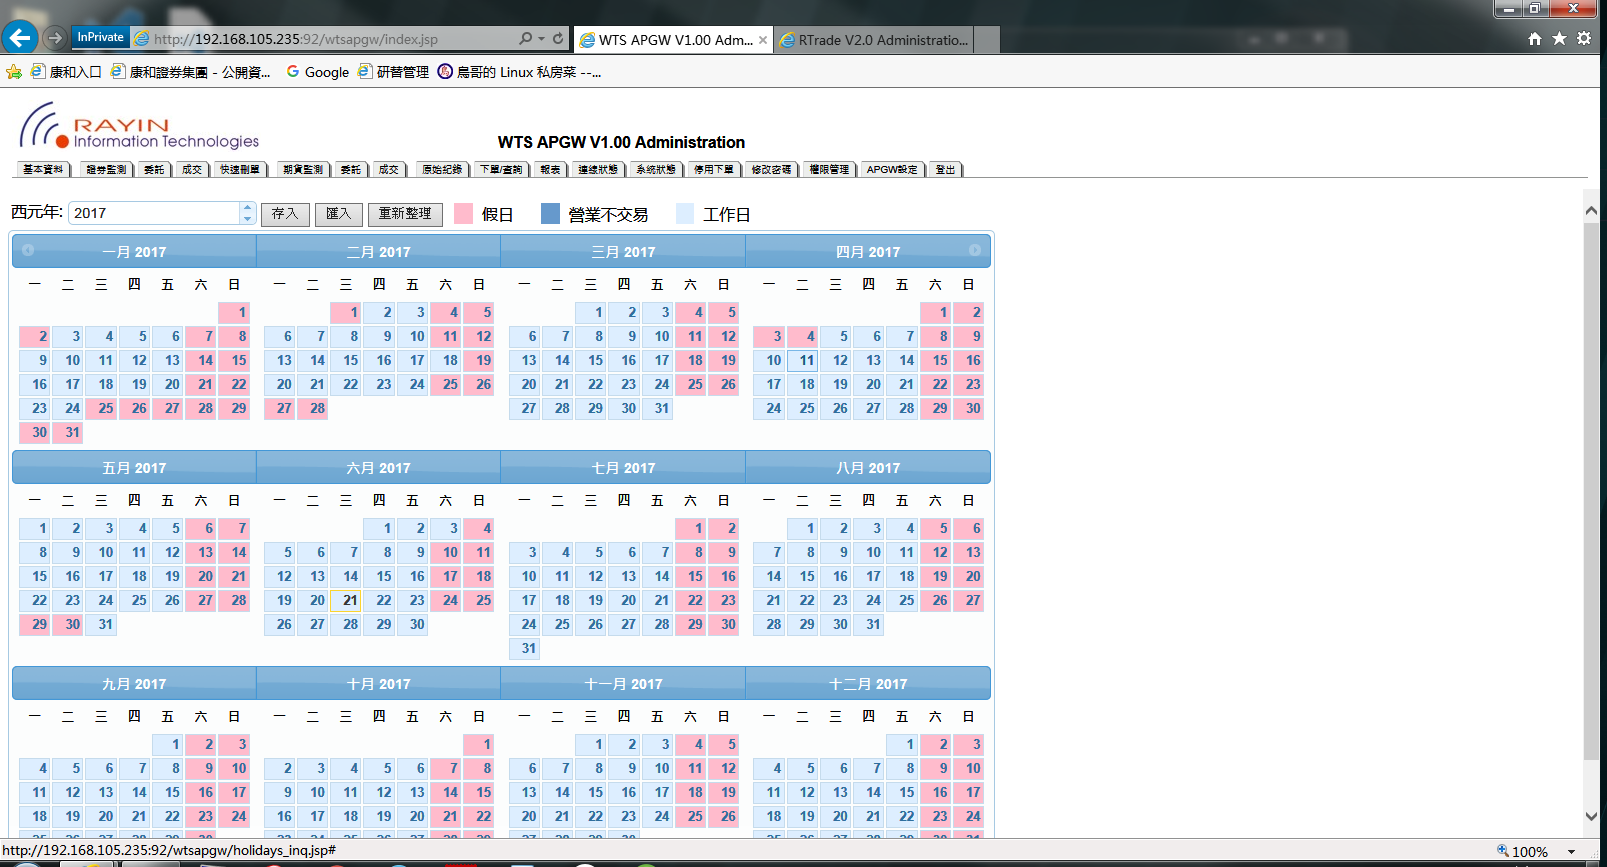 InPrivate http://192.168.105.235:92/wtsapgw/index.jsp WTS APGW V1.00 Adm... RTrade V2.0 Administratio...
康和入口 康和證券集團 - 公開資... Google 研替管理 鳥哥的 Linux 私房菜 --...
RAYIN
Information Technologies
WTS APGW V1.00 Administration
基本資料 證券監測 委託 成交 快速刪單 期貨監測 委託 成交 原始紀錄 下單/查詢 報表 連線狀態 系統狀態 停用下單 修改密碼 權限管理 APGW設定 登出
西元年: 2017 存入 匯入 重新整理 假日 營業不交易 工作日
一月 2017 二月 2017 三月 2017 四月 2017
一 二 三 四 五 六 日 一 二 三 四 五 六 日 一 二 三 四 五 六 日 一 二 三 四 五 六 日
1 1 2 3 4 5 1 2 3 4 5 1 2
2 3 4 5 6 7 8 6 7 8 9 10 11 12 6 7 8 9 10 11 12 3 4 5 6 7 8 9
9 10 11 12 13 14 15 13 14 15 16 17 18 19 13 14 15 16 17 18 19 10 11 12 13 14 15 16
16 17 18 19 20 21 22 20 21 22 23 24 25 26 20 21 22 23 24 25 26 17 18 19 20 21 22 23
23 24 25 26 27 28 29 27 28 27 28 29 30 31 24 25 26 27 28 29 30
30 31
五月 2017 六月 2017 七月 2017 八月 2017
一 二 三 四 五 六 日 一 二 三 四 五 六 日 一 二 三 四 五 六 日 一 二 三 四 五 六 日
1 2 3 4 5 6 7 1 2 3 4 1 2 1 2 3 4 5 6
8 9 10 11 12 13 14 5 6 7 8 9 10 11 3 4 5 6 7 8 9 7 8 9 10 11 12 13
15 16 17 18 19 20 21 12 13 14 15 16 17 18 10 11 12 13 14 15 16 14 15 16 17 18 19 20
22 23 24 25 26 27 28 19 20 21 22 23 24 25 17 18 19 20 21 22 23 21 22 23 24 25 26 27
29 30 31 26 27 28 29 30 24 25 26 27 28 29 30 28 29 30 31
31
九月 2017 十月 2017 十一月 2017 十二月 2017
一 二 三 四 五 六 日 一 二 三 四 五 六 日 一 二 三 四 五 六 日 一 二 三 四 五 六 日
1 2 3 1 1 2 3 4 5 1 2 3
4 5 6 7 8 9 10 2 3 4 5 6 7 8 6 7 8 9 10 11 12 4 5 6 7 8 9 10
11 12 13 14 15 16 17 9 10 11 12 13 14 15 13 14 15 16 17 18 19 11 12 13 14 15 16 17
18 19 20 21 22 23 24 16 17 18 19 20 21 22 20 21 22 23 24 25 26 18 19 20 21 22 23 24
http://192.168.105.235:92/wtsapgw/holidays_inq.jsp# 100%